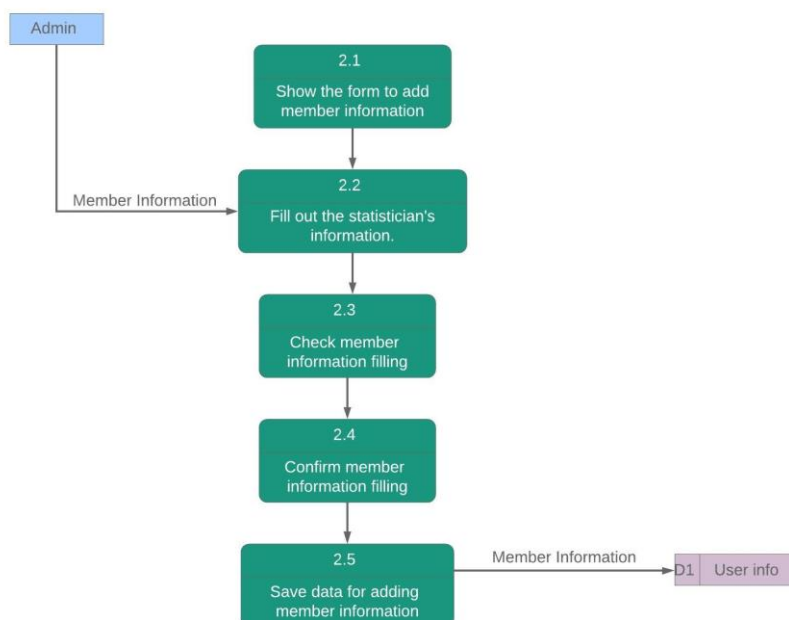 Admin
2.1
Show the form to add
member information
2.2
Member Information
Fill out the statistician's
information.
2.3
Check member
information filling
2.4
Confirm member
information filling
2.5
Member Information
D1 User info
Save data for adding
member information